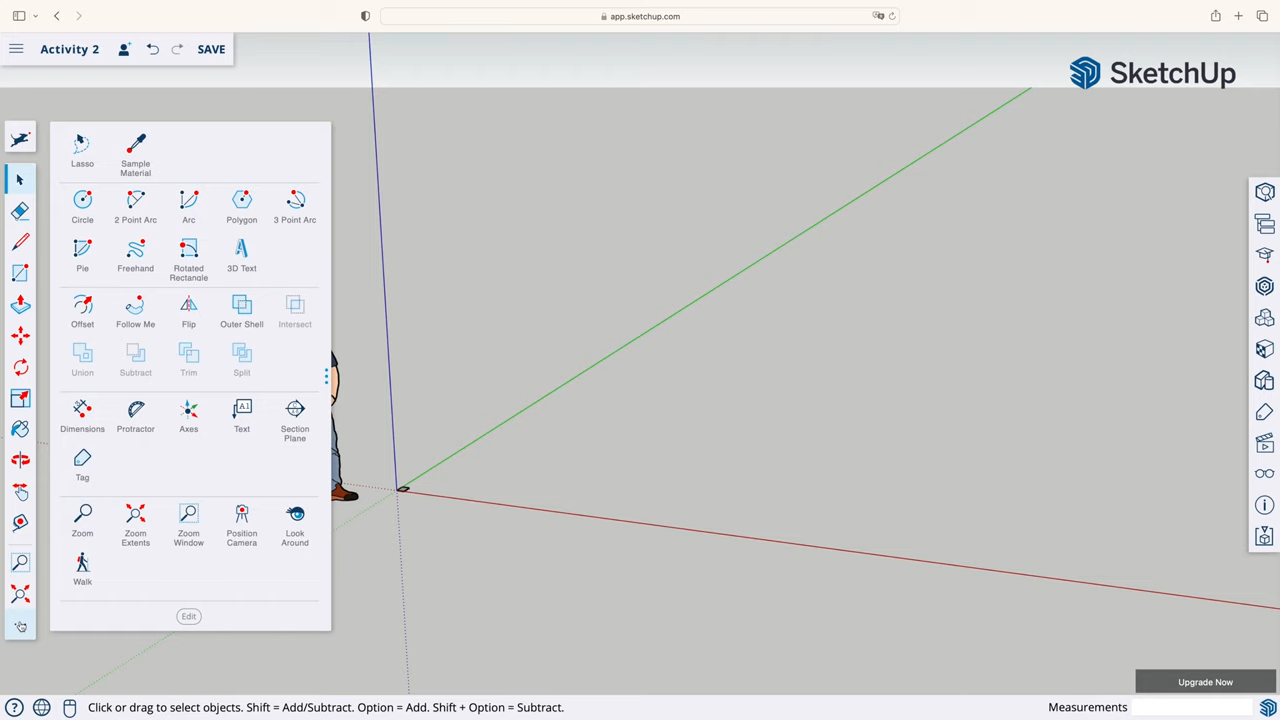 app.sketchup.com
Activity 2
SAVE
SketchUp
Lasso
Sample
Material
Circle
2 Point Arc
Arc
Polygon
3 Point Arc
Pie
Freehand
Rotated
Rectangle
3D Text
Offset
Follow Me
Flip
Outer Shell
Intersect
Union
Subtract
Trim
Split
Dimensions
Protractor
Axes
A1
Text
Section
Plane
Tag
Zoom
Zoom
Extents
Zoom
Window
Position
Camera
Look
Around
Walk
Edit
Upgrade Now
Click or drag to select objects. Shift = Add/Subtract. Option = Add. Shift + Option = Subtract.
Measurements